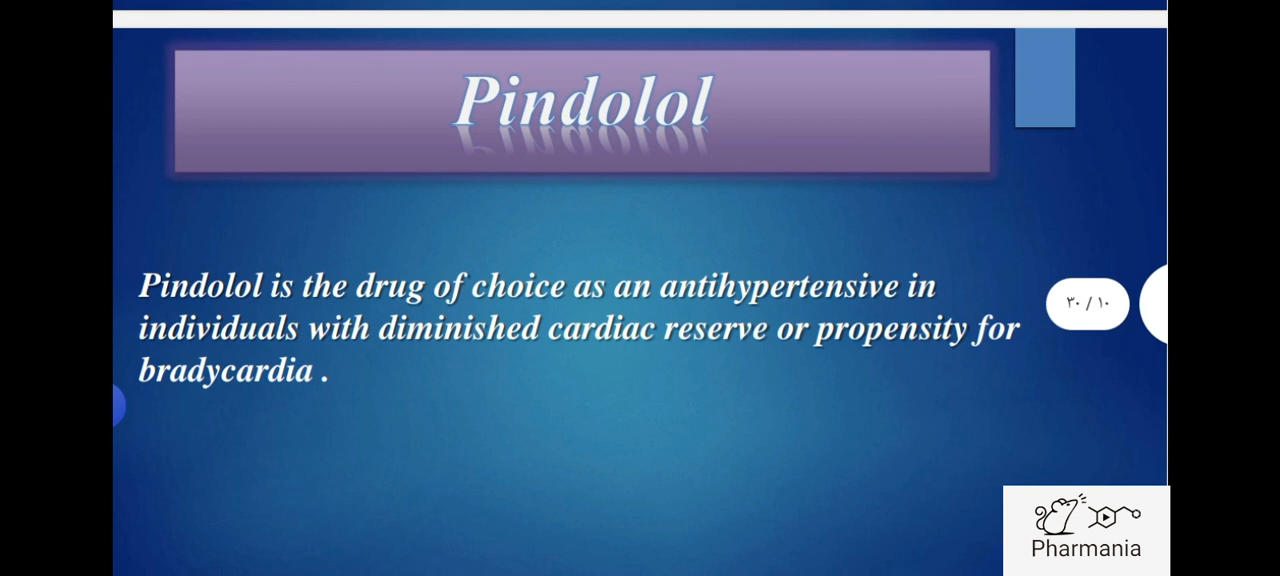 Pindolol
Pindolol is the drug of choice as an antihypertensive in
individuals with diminished cardiac reserve or propensity for
bradycardia .
٣٠ / ١٠
Pharmania